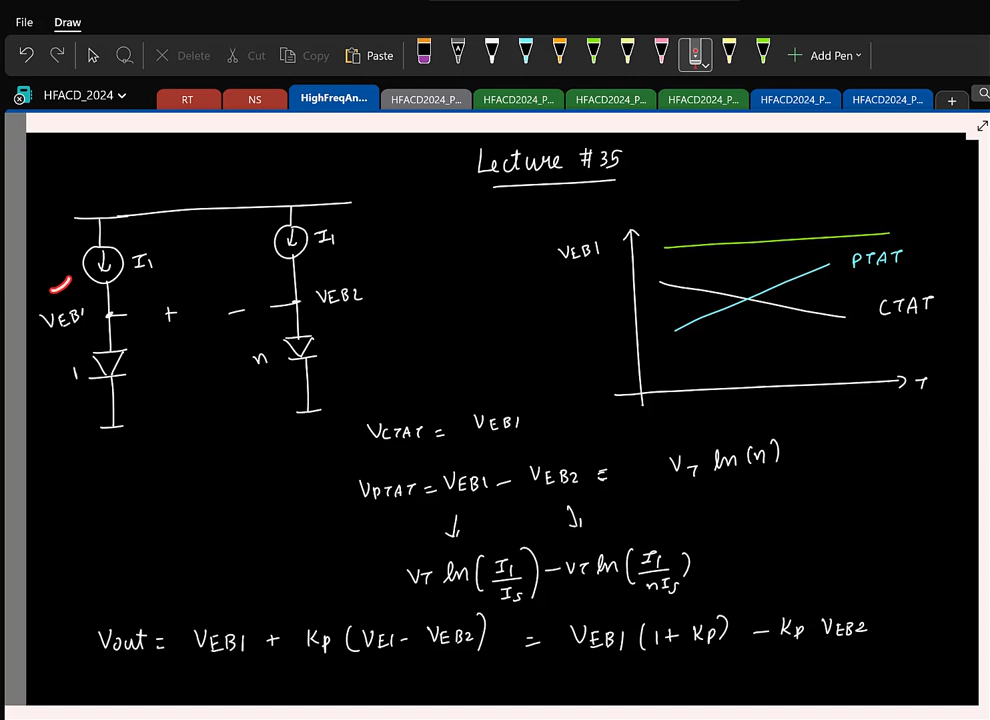 File Draw
Delete Cut Copy Paste A Add Pen
HFACD_2024 RT NS HighFreqAn... HFACD2024_P... HFACD2024_P... HFACD2024_P... HFACD2024_P... HFACD2024_P... HFACD2024_P...
Lecture #35
I1 I1
VEB1 + - VEB2
1 n
VEB1
PTAT
CTAT
T
VCTAT = VEB1
VPTAT = VEB1 - VEB2 = VT ln(n)
VT ln(I1/Is) - VT ln(I1/nIs)
Vout = VEB1 + Kp (VE1 - VEB2) = VEB1 (1 + Kp) - Kp VEB2